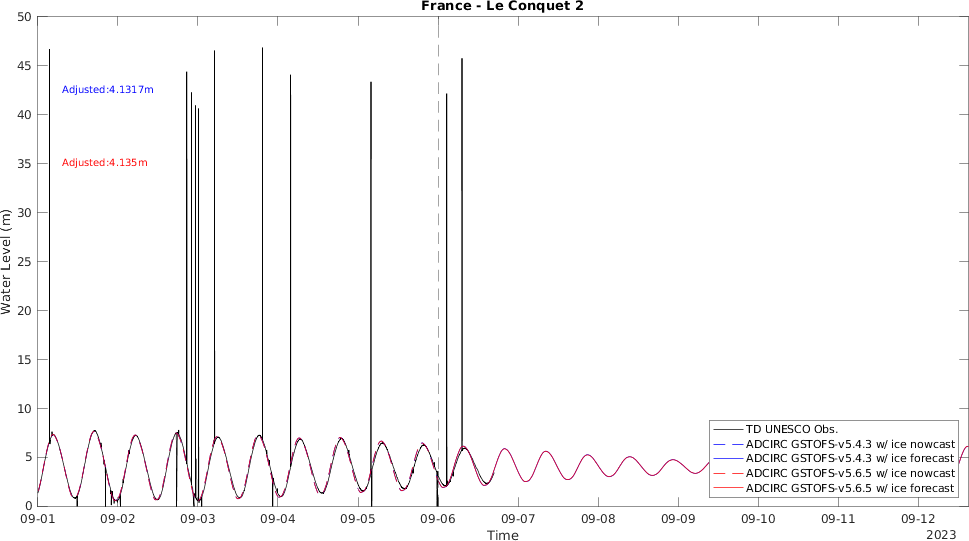 France - Le Conquet 2
Water Level (m)
50
45
40
35
30
25
20
15
10
5
0
Adjusted:4.1317m
Adjusted:4.135m
TD UNESCO Obs.
ADCIRC GSTOFS-v5.4.3 w/ ice nowcast
ADCIRC GSTOFS-v5.4.3 w/ ice forecast
ADCIRC GSTOFS-v5.6.5 w/ ice nowcast
ADCIRC GSTOFS-v5.6.5 w/ ice forecast
09-01 09-02 09-03 09-04 09-05 09-06 09-07 09-08 09-09 09-10 09-11 09-12
Time
2023